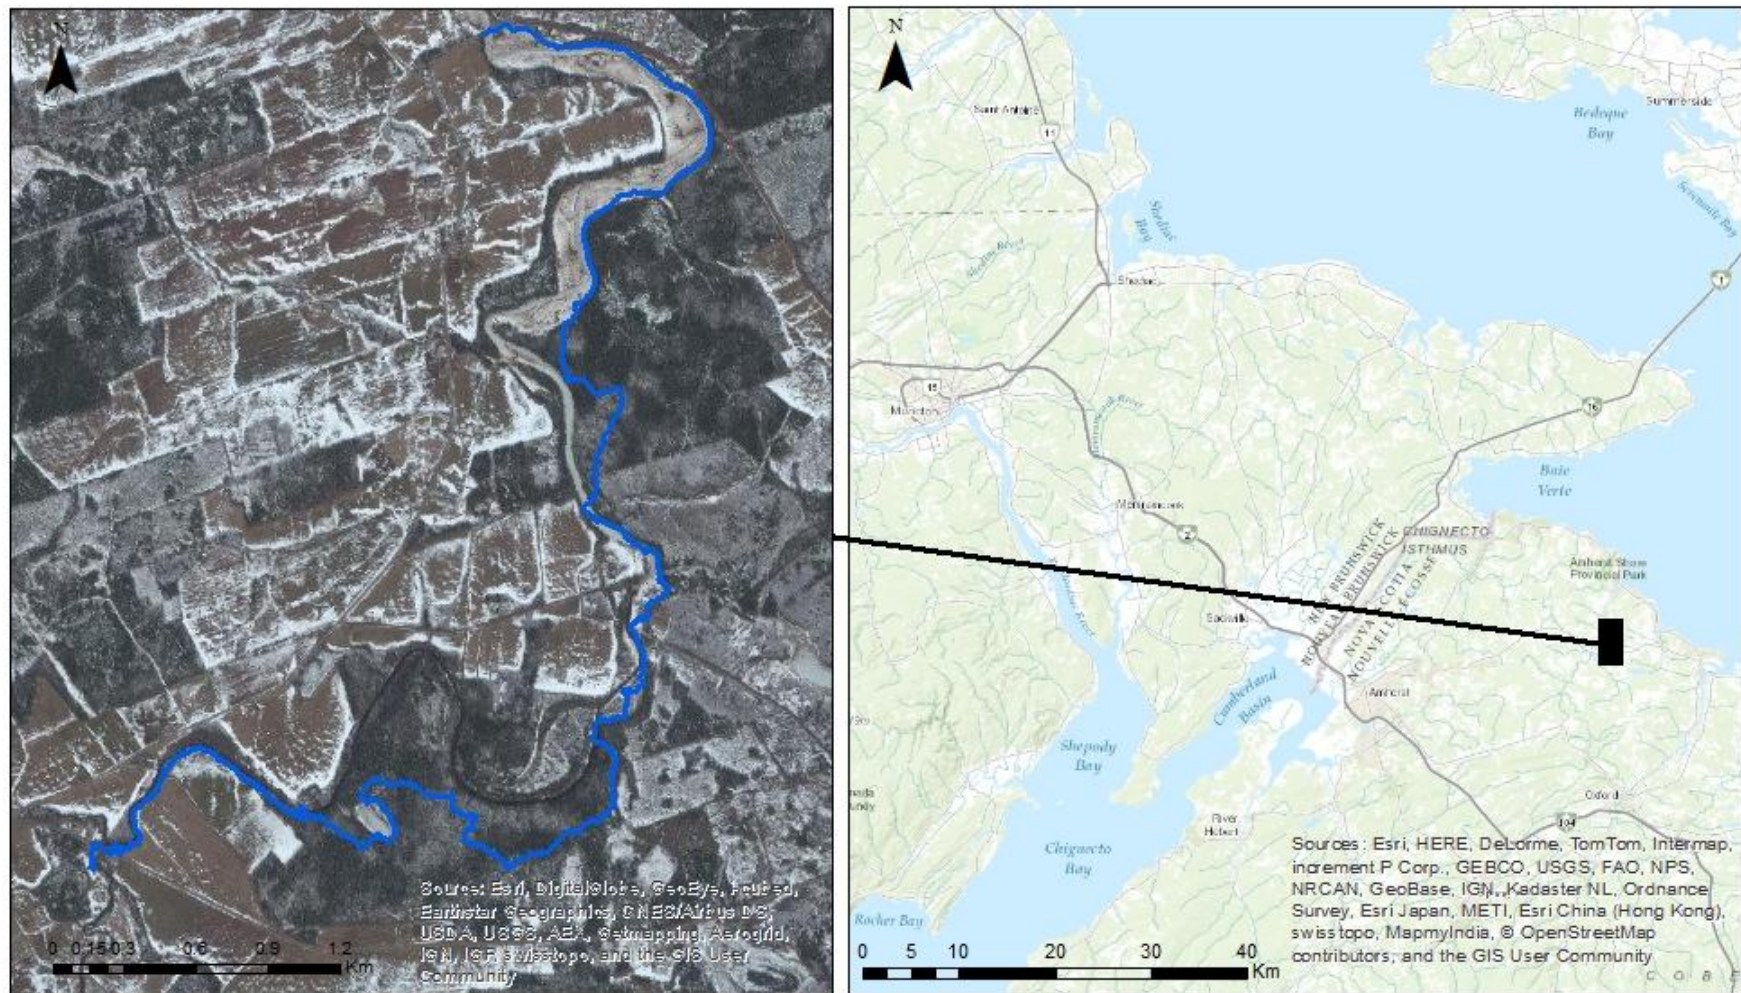 N
Source: Esri, DigitalGlobe, GeoEye, i-cubed,
Earthstar Geographics, CNES/Airbus DS,
USDA, USGS, AEX, Getmapping, Aerogrid,
IGN, IGP, swisstopo, and the GIS User
Community
0 0.15 0.3 0.6 0.9 1.2
Km
N
Saint Antoine
11
Summerside
Bedeque
Bay
Shediac
Bay
Shediac River
Sevenmile Bay
Shediac
1
15
Moncton
Memramcook River
16
Baie
Verte
Memramcook
2
CHIGNECTO
ISTHMUS
NEW BRUNSWICK
NOUVEAU-BRUNSWICK
NOVA SCOTIA
NOUVELLE-ÉCOSSE
Amherst Shore
Provincial Park
Sackville
Amherst
Cumberland
Basin
Shepody
Bay
River
Hebert
Oxford
104
Chignecto
Bay
Rocher Bay
Sources: Esri, HERE, DeLorme, TomTom, Intermap,
increment P Corp., GEBCO, USGS, FAO, NPS,
NRCAN, GeoBase, IGN, Kadaster NL, Ordnance
Survey, Esri Japan, METI, Esri China (Hong Kong),
swisstopo, MapmyIndia, © OpenStreetMap
contributors, and the GIS User Community
0 5 10 20 30 40
Km
C O B E